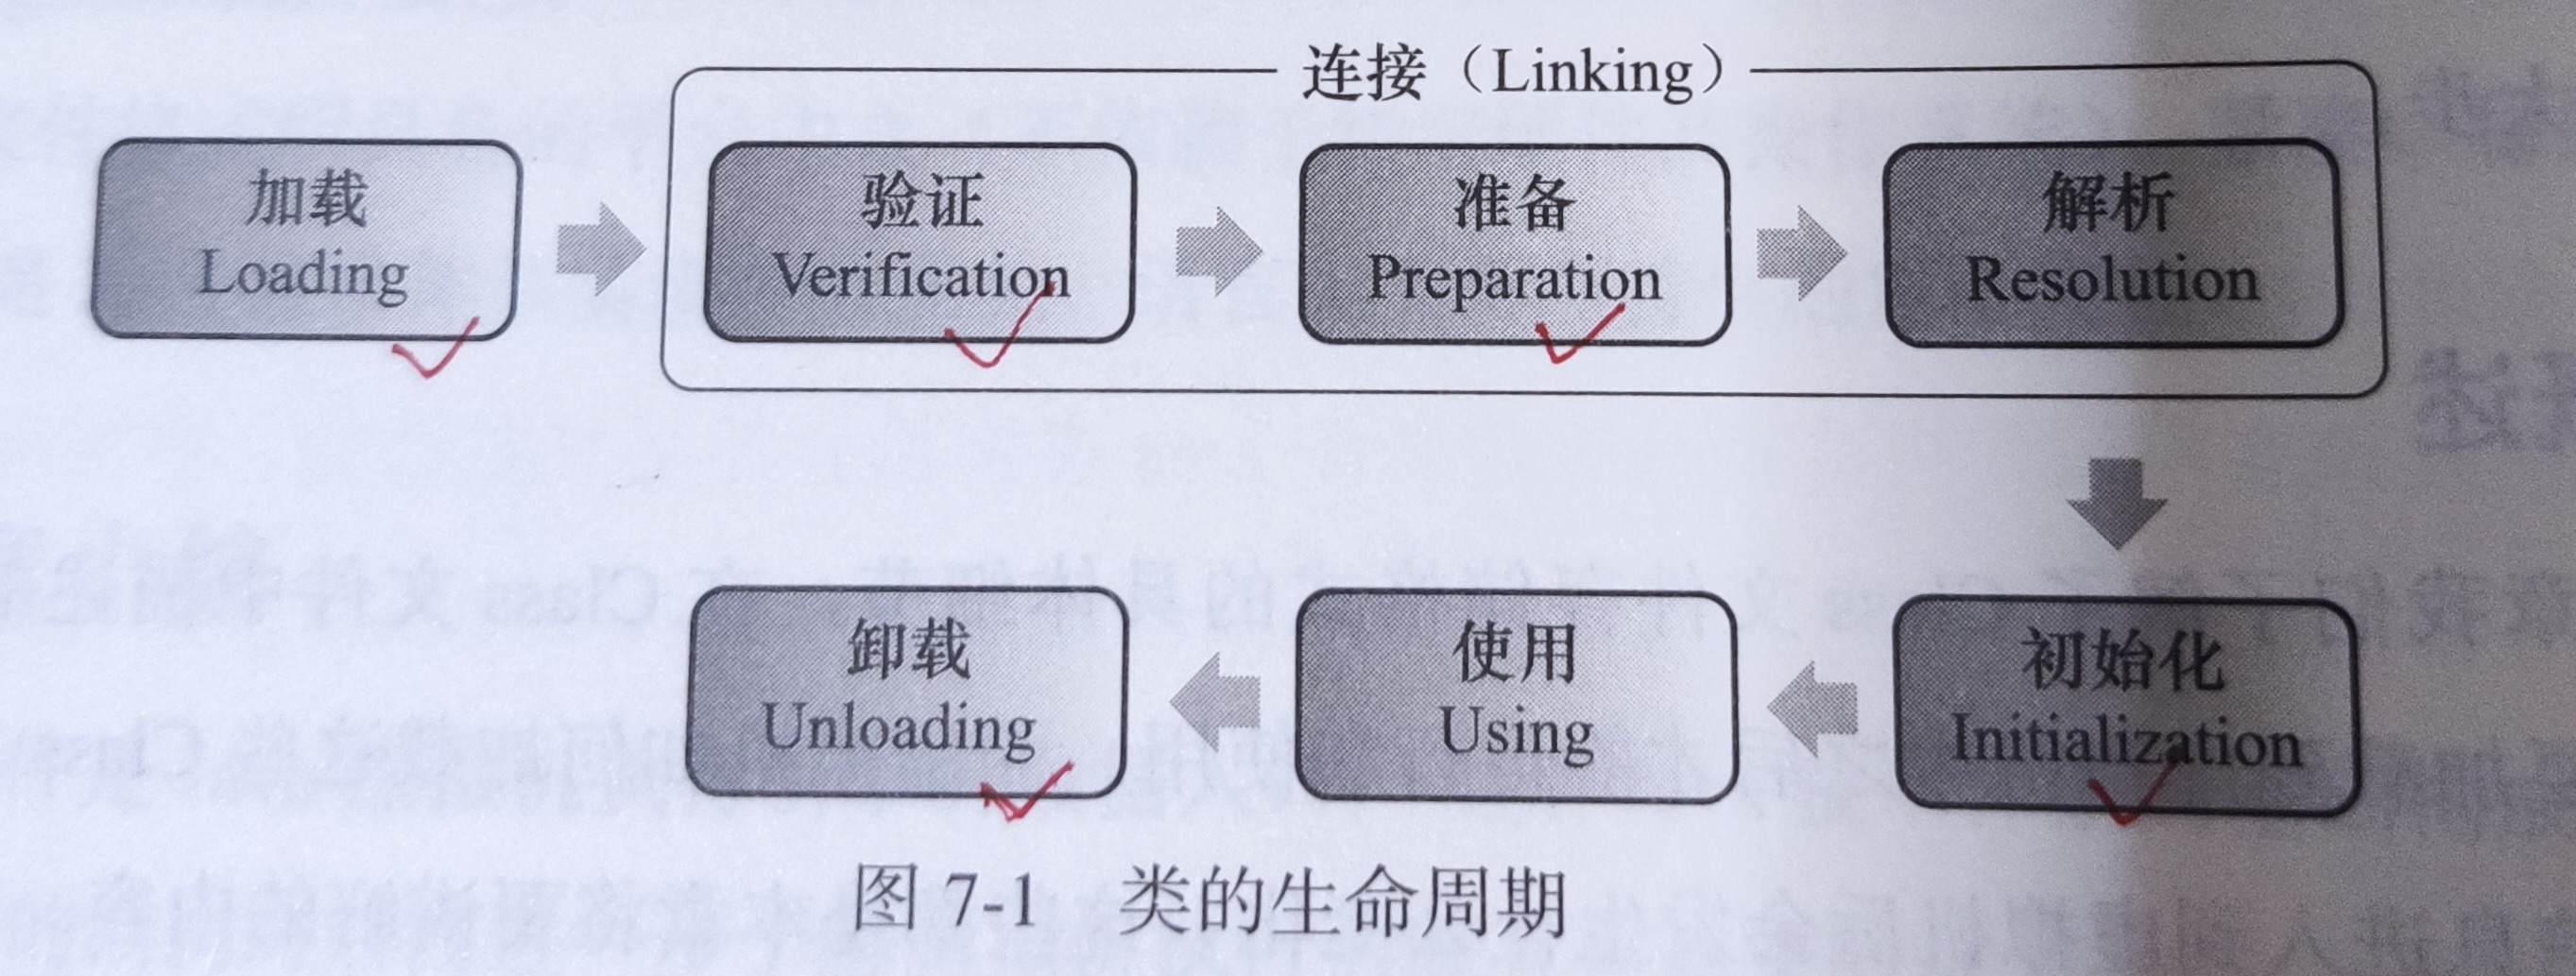 连接（Linking）
加载
Loading
验证
Verification
准备
Preparation
解析
Resolution
初始化
Initialization
使用
Using
卸载
Unloading
图 7-1 类的生命周期